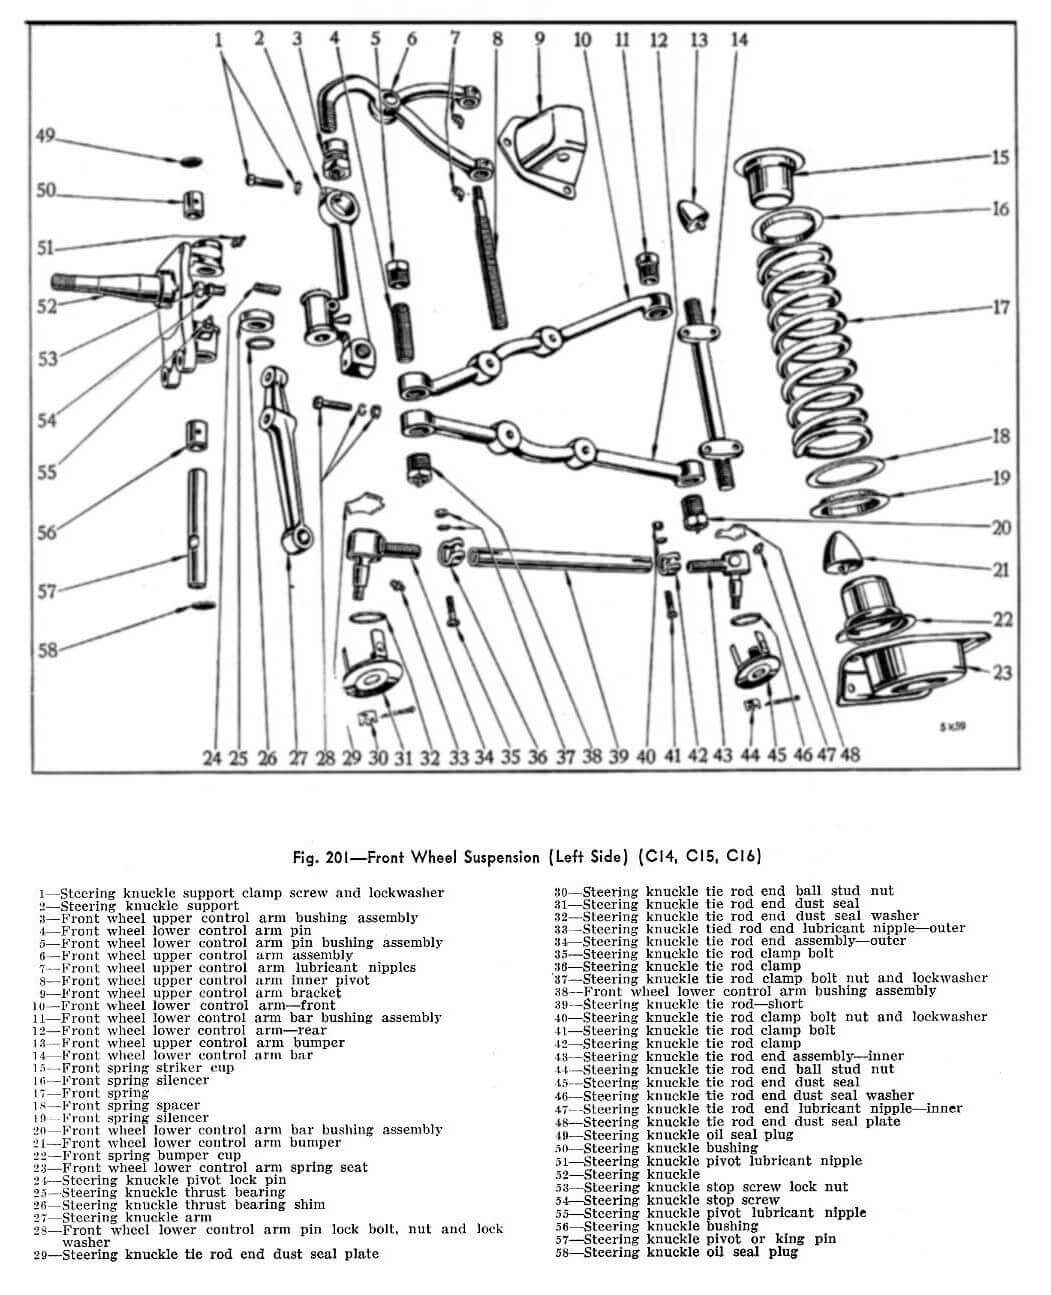 1 2 3 4 5 6 7 8 9 10 11 12 13 14
49
50
51
52
53
54
55
56
57
58
15
16
17
18
19
20
21
22
23
24 25 26 27 28 29 30 31 32 33 34 35 36 37 38 39 40 41 42 43 44 45 46 47 48
5 X 59
Fig. 201—Front Wheel Suspension (Left Side) (C14, C15, C16)
1—Steering knuckle support clamp screw and lockwasher
2—Steering knuckle support
3—Front wheel upper control arm bushing assembly
4—Front wheel lower control arm pin
5—Front wheel lower control arm pin bushing assembly
6—Front wheel upper control arm assembly
7—Front wheel upper control arm lubricant nipples
8—Front wheel upper control arm inner pivot
9—Front wheel upper control arm bracket
10—Front wheel lower control arm—front
11—Front wheel lower control arm bar bushing assembly
12—Front wheel lower control arm—rear
13—Front wheel upper control arm bumper
14—Front wheel lower control arm bar
15—Front spring striker cup
16—Front spring silencer
17—Front spring
18—Front spring spacer
19—Front spring silencer
20—Front wheel lower control arm bar bushing assembly
21—Front wheel lower control arm bumper
22—Front spring bumper cup
23—Front wheel lower control arm spring seat
24—Steering knuckle pivot lock pin
25—Steering knuckle thrust bearing
26—Steering knuckle thrust bearing shim
27—Steering knuckle arm
28—Front wheel lower control arm pin lock bolt, nut and lock
washer
29—Steering knuckle tie rod end dust seal plate
30—Steering knuckle tie rod end ball stud nut
31—Steering knuckle tie rod end dust seal
32—Steering knuckle tie rod end dust seal washer
33—Steering knuckle tied rod end lubricant nipple—outer
34—Steering knuckle tie rod end assembly—outer
35—Steering knuckle tie rod clamp bolt
36—Steering knuckle tie rod clamp
37—Steering knuckle tie rod clamp bolt nut and lockwasher
38—Front wheel lower control arm bushing assembly
39—Steering knuckle tie rod—short
40—Steering knuckle tie rod clamp bolt nut and lockwasher
41—Steering knuckle tie rod clamp bolt
42—Steering knuckle tie rod clamp
43—Steering knuckle tie rod end assembly—inner
44—Steering knuckle tie rod end ball stud nut
45—Steering knuckle tie rod end dust seal
46—Steering knuckle tie rod end dust seal washer
47—Steering knuckle tie rod end lubricant nipple—inner
48—Steering knuckle tie rod end dust seal plate
49—Steering knuckle oil seal plug
50—Steering knuckle bushing
51—Steering knuckle pivot lubricant nipple
52—Steering knuckle
53—Steering knuckle stop screw lock nut
54—Steering knuckle stop screw
55—Steering knuckle pivot lubricant nipple
56—Steering knuckle bushing
57—Steering knuckle pivot or king pin
58—Steering knuckle oil seal plug